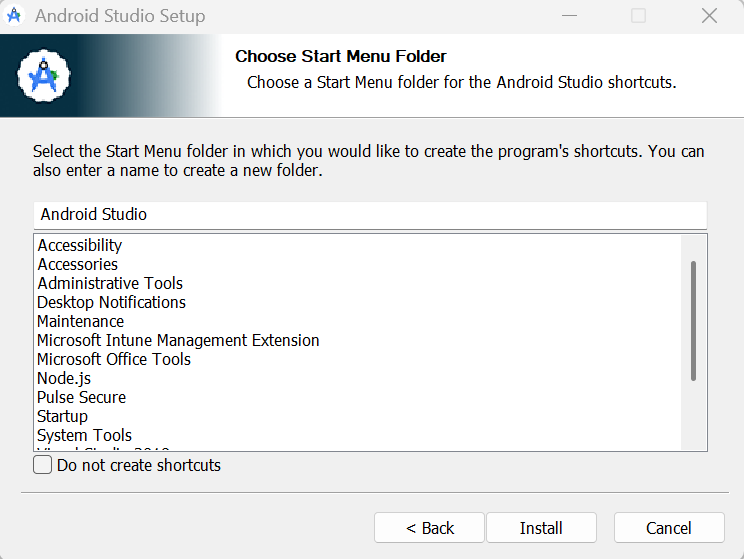 Android Studio Setup
Choose Start Menu Folder
Choose a Start Menu folder for the Android Studio shortcuts.
Select the Start Menu folder in which you would like to create the program's shortcuts. You can
also enter a name to create a new folder.
Android Studio
Accessibility
Accessories
Administrative Tools
Desktop Notifications
Maintenance
Microsoft Intune Management Extension
Microsoft Office Tools
Node.js
Pulse Secure
Startup
System Tools
Do not create shortcuts
< Back
Install
Cancel